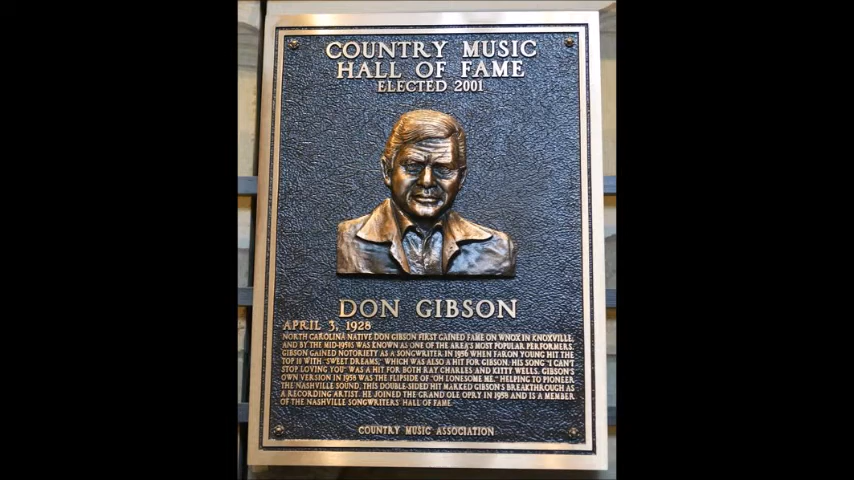 COUNTRY MUSIC
HALL OF FAME
ELECTED 2001
DON GIBSON
APRIL 3, 1928
NORTH CAROLINA NATIVE DON GIBSON FIRST GAINED FAME ON WNOX IN KNOXVILLE,
AND BY THE MID-1950S WAS KNOWN AS ONE OF THE AREA'S MOST POPULAR PERFORMERS.
GIBSON GAINED NOTORIETY AS A SONGWRITER IN 1956 WHEN FARON YOUNG HIT THE
TOP 10 WITH "SWEET DREAMS," WHICH WAS ALSO A HIT FOR GIBSON. HIS SONG "I CAN'T
STOP LOVING YOU" WAS A HIT FOR BOTH RAY CHARLES AND KITTY WELLS. GIBSON'S
OWN VERSION IN 1958 WAS THE FLIPSIDE OF "OH LONESOME ME." HELPING TO PIONEER
THE NASHVILLE SOUND, THIS DOUBLE-SIDED HIT MARKED GIBSON'S BREAKTHROUGH AS
A RECORDING ARTIST. HE JOINED THE GRAND OLE OPRY IN 1958 AND IS A MEMBER
OF THE NASHVILLE SONGWRITERS' HALL OF FAME.
COUNTRY MUSIC ASSOCIATION